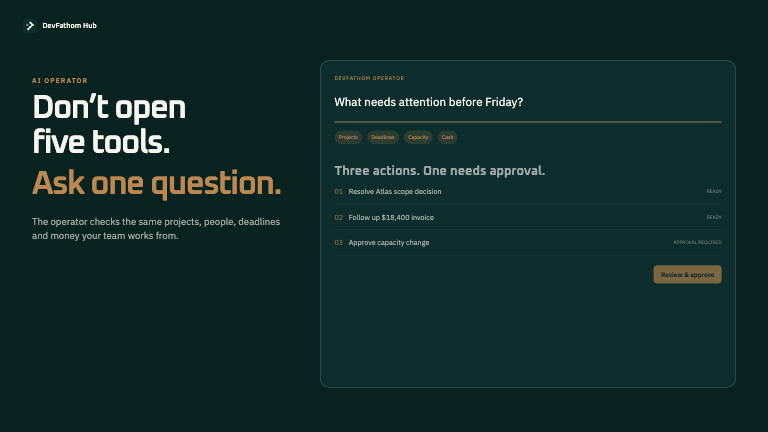 DevFathom Hub
AI OPERATOR
Don't open
five tools.
Ask one question.
The operator checks the same projects, people, deadlines
and money your team works from.
DEVFATHOM OPERATOR
What needs attention before Friday?
Projects Deadlines Capacity Cash
Three actions. One needs approval.
01 Resolve Atlas scope decision READY
02 Follow up $18,400 invoice READY
03 Approve capacity change APPROVAL REQUIRED
Review & approve